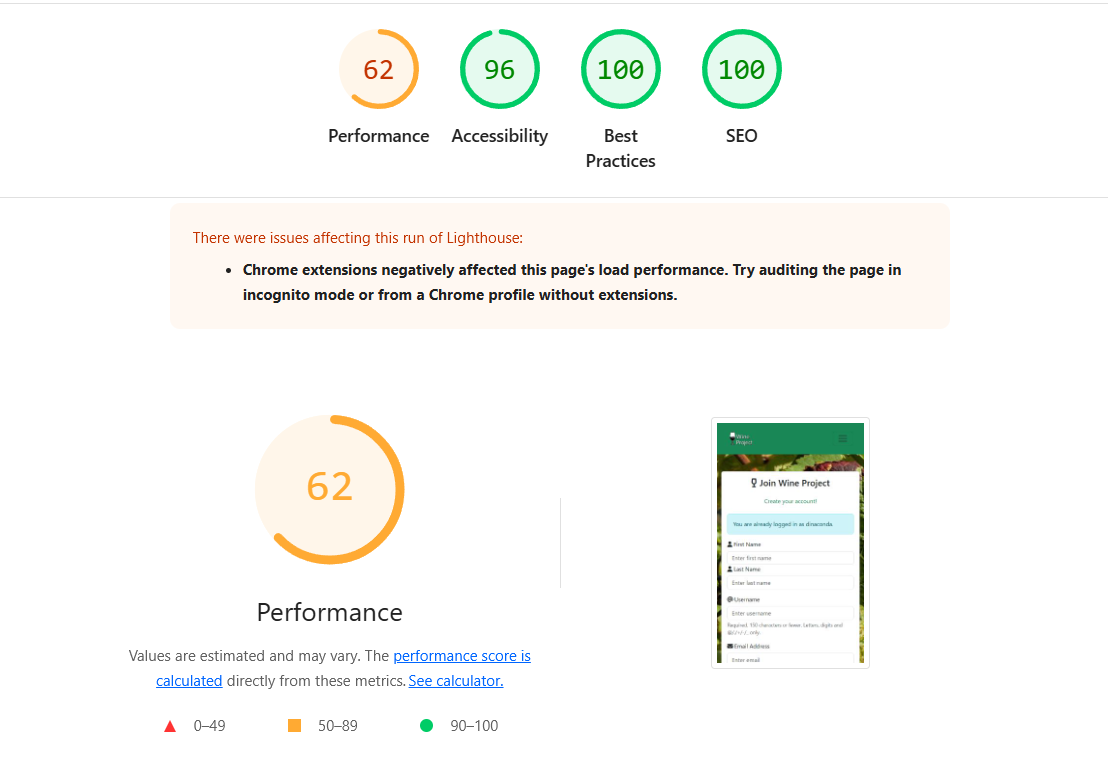 62
96
100
100
Performance
Accessibility
Best
Practices
SEO
There were issues affecting this run of Lighthouse:
Chrome extensions negatively affected this page's load performance. Try auditing the page in
incognito mode or from a Chrome profile without extensions.
62
Performance
Values are estimated and may vary. The performance score is
calculated directly from these metrics. See calculator.
0–49
50–89
90–100
Wine
Project
Join Wine Project
Create your account!
You are already logged in as dinaconda.
First Name
Enter first name
Last Name
Enter last name
Username
Enter username
Required. 150 characters or fewer. Letters, digits and
only.
Email Address
Enter email